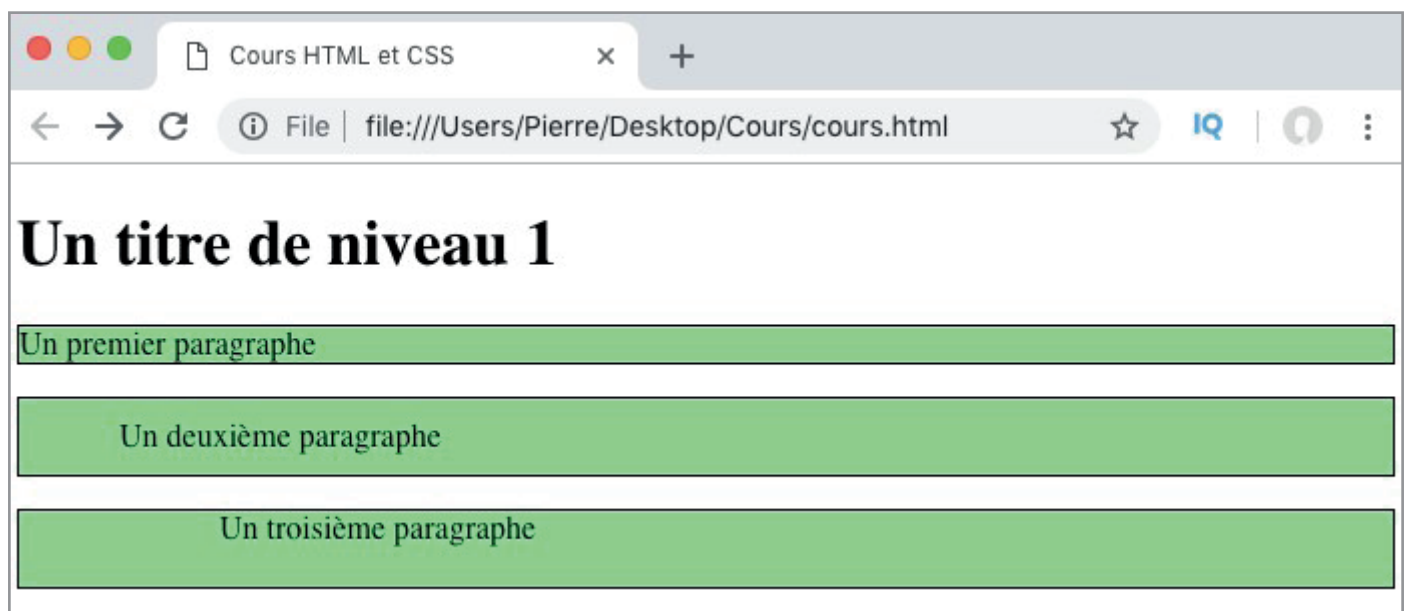 Cours HTML et CSS
File file:///Users/Pierre/Desktop/Cours/cours.html IQ
Un titre de niveau 1
Un premier paragraphe
Un deuxième paragraphe
Un troisième paragraphe